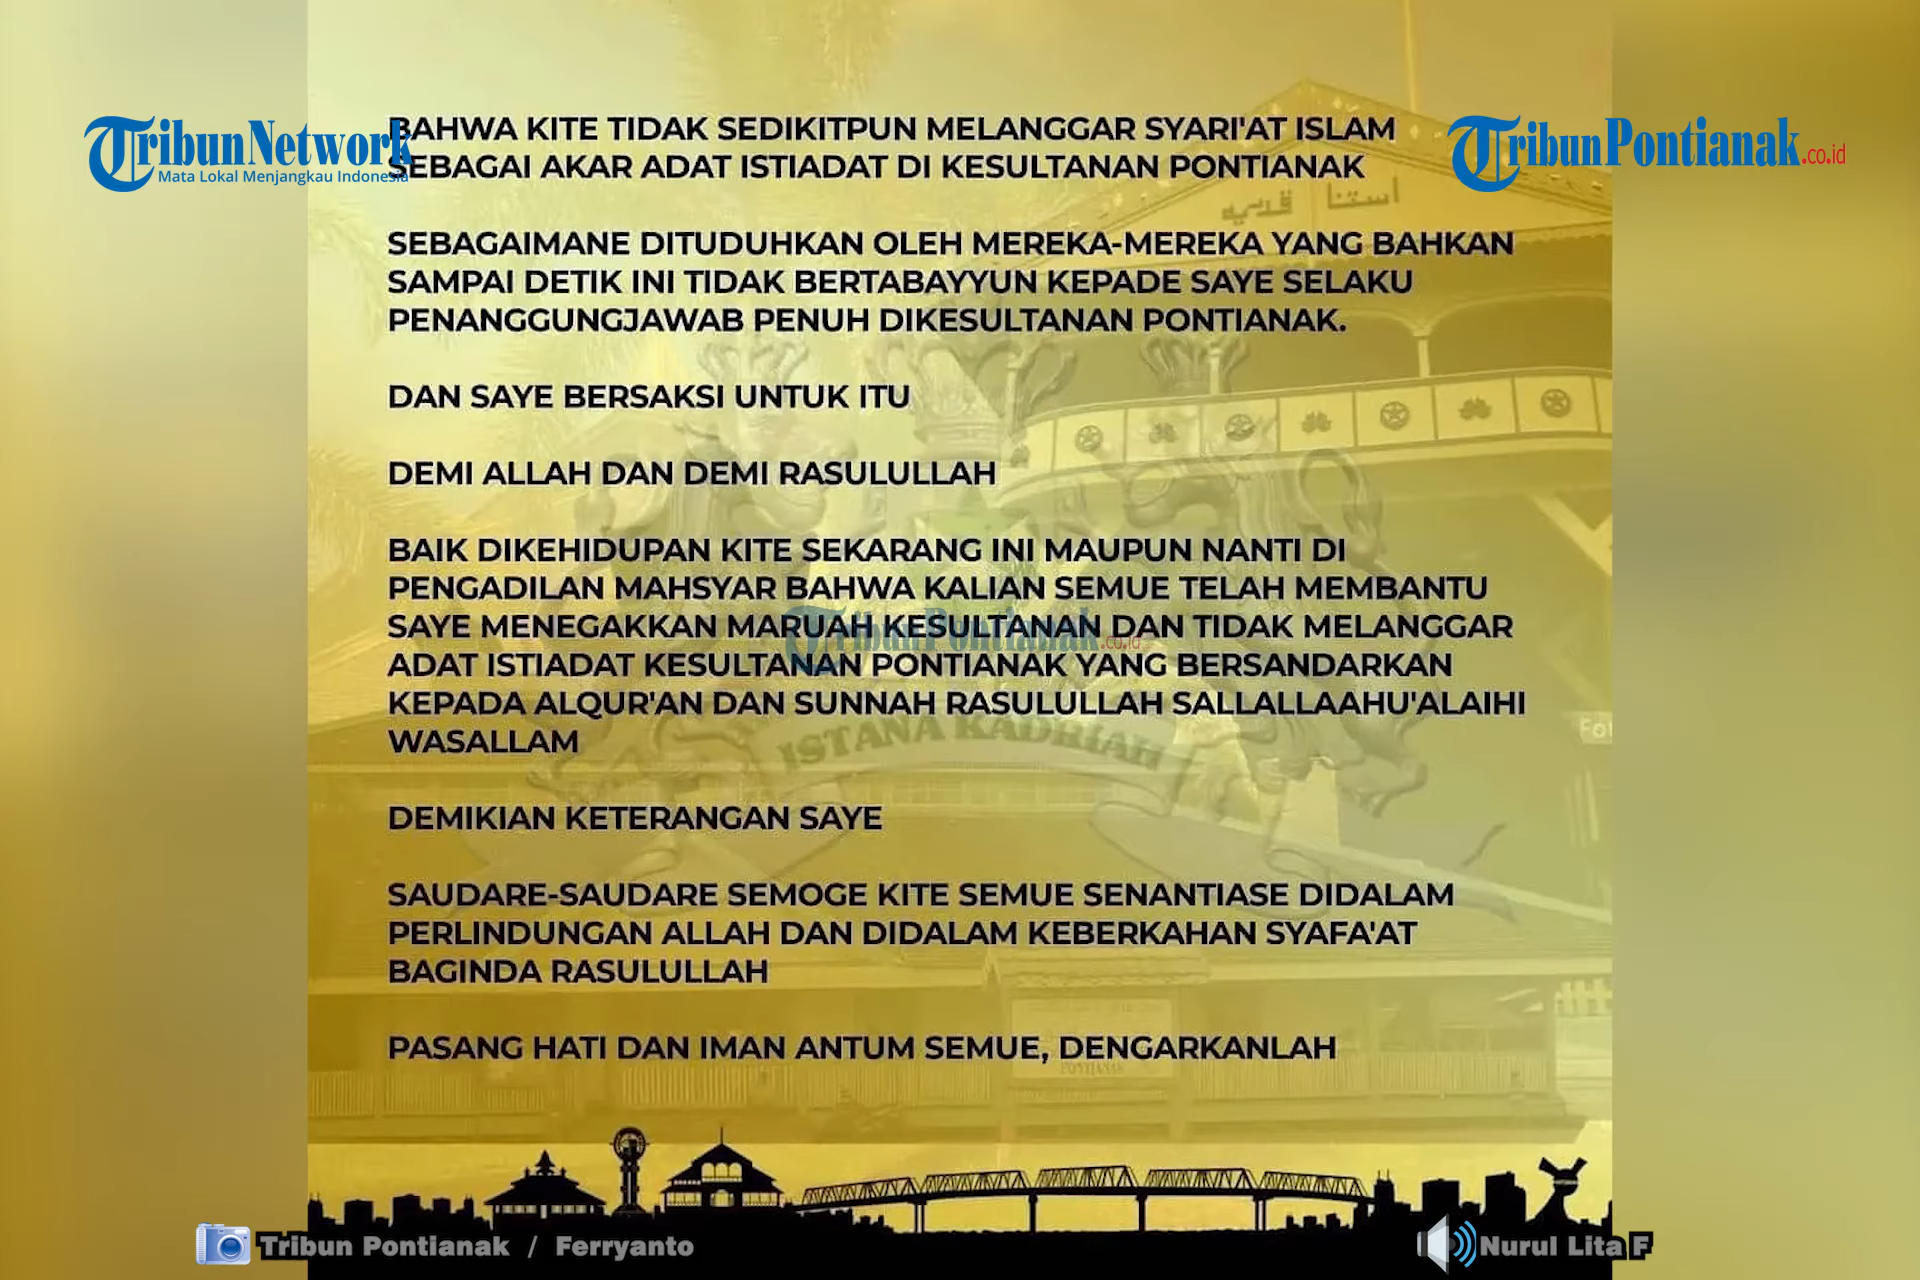 TribunNetwork
Mata Lokal Menjangkau Indonesia
TribunPontianak.co.id
BAHWA KITE TIDAK SEDIKITPUN MELANGGAR SYARI'AT ISLAM
SEBAGAI AKAR ADAT ISTIADAT DI KESULTANAN PONTIANAK
SEBAGAIMANE DITUDUHKAN OLEH MEREKA-MEREKA YANG BAHKAN
SAMPAI DETIK INI TIDAK BERTABAYYUN KEPADE SAYE SELAKU
PENANGGUNGJAWAB PENUH DIKESULTANAN PONTIANAK.
DAN SAYE BERSAKSI UNTUK ITU
DEMI ALLAH DAN DEMI RASULULLAH
BAIK DIKEHIDUPAN KITE SEKARANG INI MAUPUN NANTI DI
PENGADILAN MAHSYAR BAHWA KALIAN SEMUE TELAH MEMBANTU
SAYE MENEGAKKAN MARUAH KESULTANAN DAN TIDAK MELANGGAR
ADAT ISTIADAT KESULTANAN PONTIANAK YANG BERSANDARKAN
KEPADA ALQUR'AN DAN SUNNAH RASULULLAH SALLALLAAHU'ALAIHI
WASALLAM
TribunPontianak.co.id
ISTANA KADRIAH
DEMIKIAN KETERANGAN SAYE
SAUDARE-SAUDARE SEMOGE KITE SEMUE SENANTIASE DIDALAM
PERLINDUNGAN ALLAH DAN DIDALAM KEBERKAHAN SYAFA'AT
BAGINDA RASULULLAH
PASANG HATI DAN IMAN ANTUM SEMUE, DENGARKANLAH
PONTIANAK
Tribun Pontianak / Ferryanto
Nurul Lita F